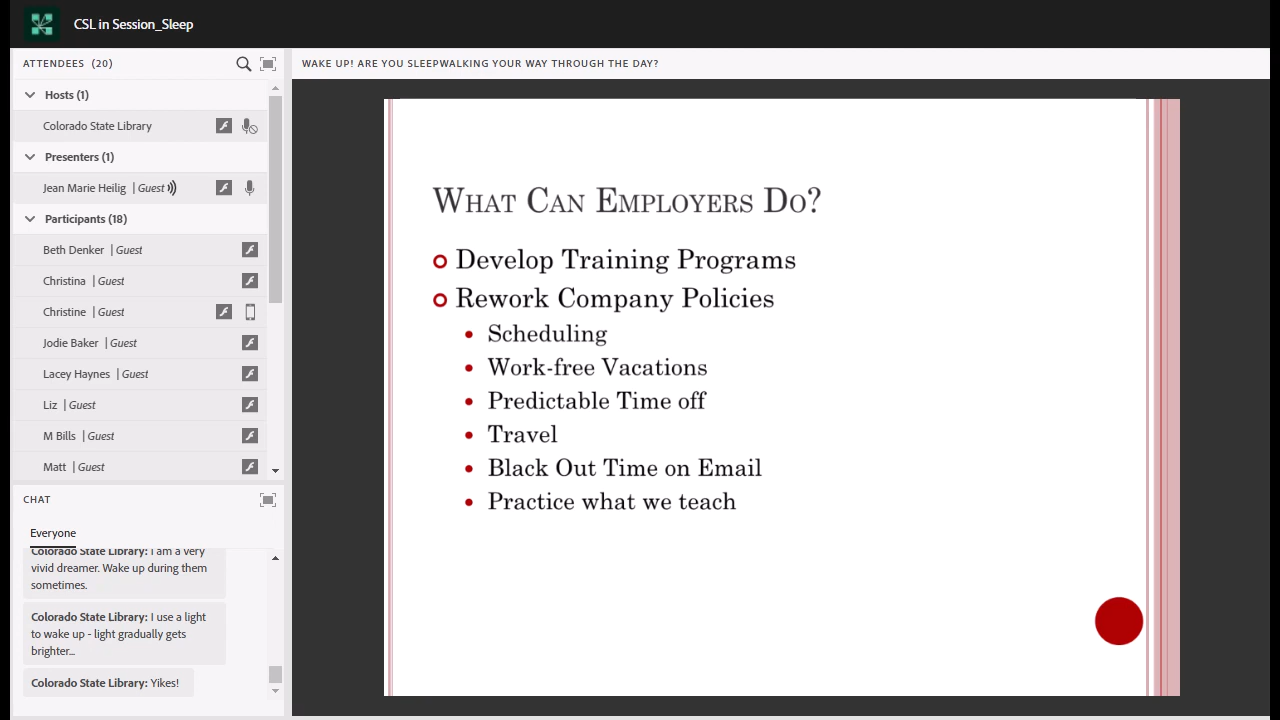 CSL in Session_Sleep
ATTENDEES (20)
Hosts (1)
Colorado State Library
Presenters (1)
Jean Marie Heilig | Guest
Participants (18)
Beth Denker | Guest
Christina | Guest
Christine | Guest
Jodie Baker | Guest
Lacey Haynes | Guest
Liz | Guest
M Bills | Guest
Matt | Guest
CHAT
Everyone
Colorado State Library: I am a very
vivid dreamer. Wake up during them
sometimes.
Colorado State Library: I use a light
to wake up - light gradually gets
brighter...
Colorado State Library: Yikes!
WAKE UP! ARE YOU SLEEPWALKING YOUR WAY THROUGH THE DAY?
What Can Employers Do?
Develop Training Programs
Rework Company Policies
Scheduling
Work-free Vacations
Predictable Time off
Travel
Black Out Time on Email
Practice what we teach